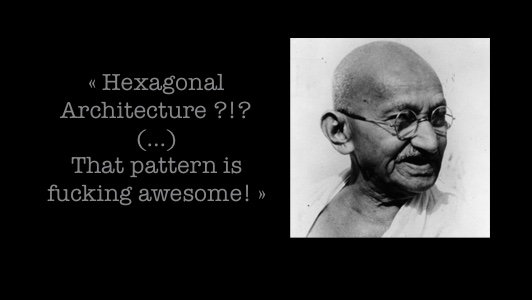 « Hexagonal
Architecture ?!?
(...)
That pattern is
fucking awesome! »